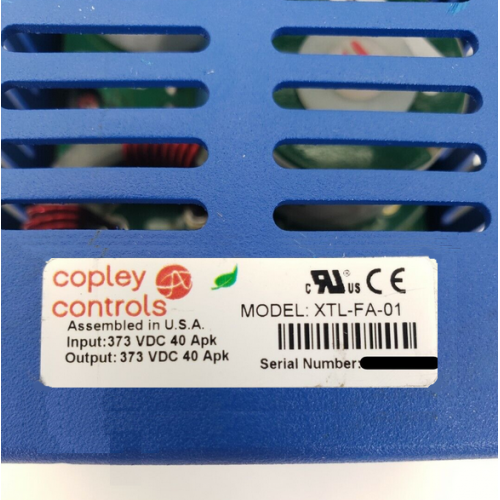 copley
controls
Assembled in U.S.A.
Input:373 VDC 40 Apk
Output: 373 VDC 40 Apk
c RU us CE
MODEL: XTL-FA-01
Serial Number: